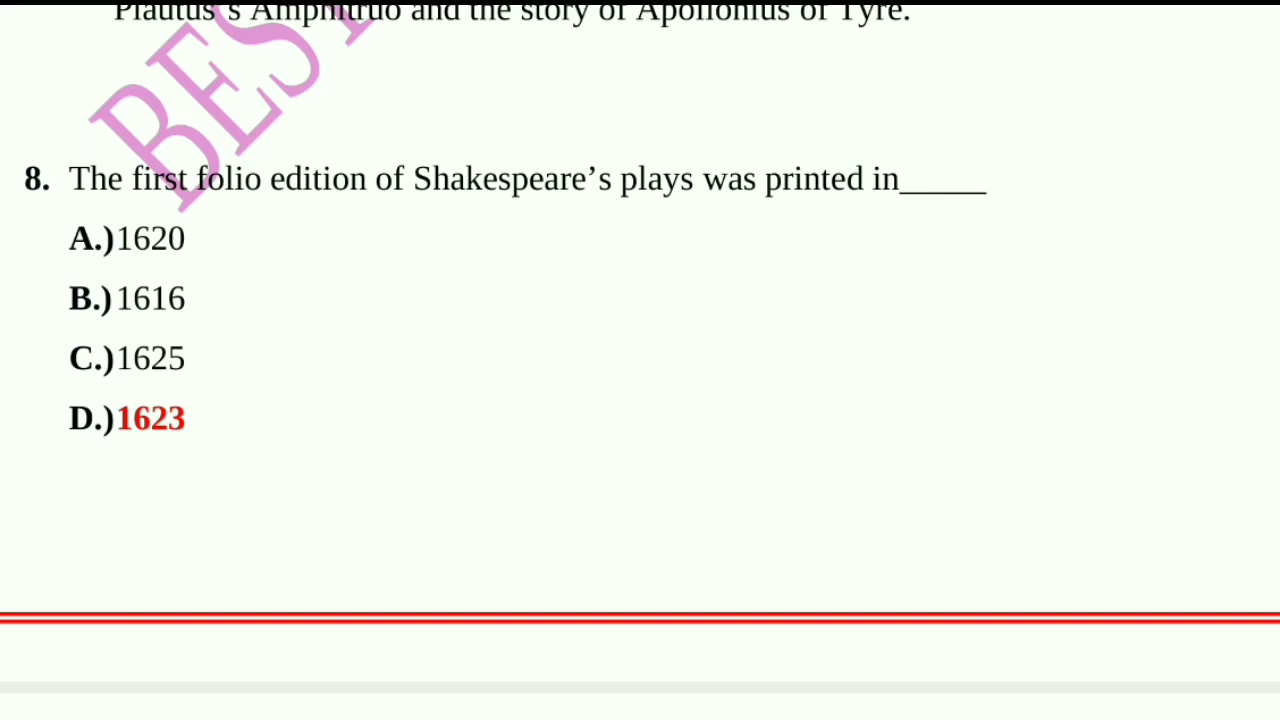 Plautus's Amphitruo and the story of Apollonius of Tyre.
BEST
8. The first folio edition of Shakespeare's plays was printed in_____
A.)1620
B.)1616
C.)1625
D.)1623